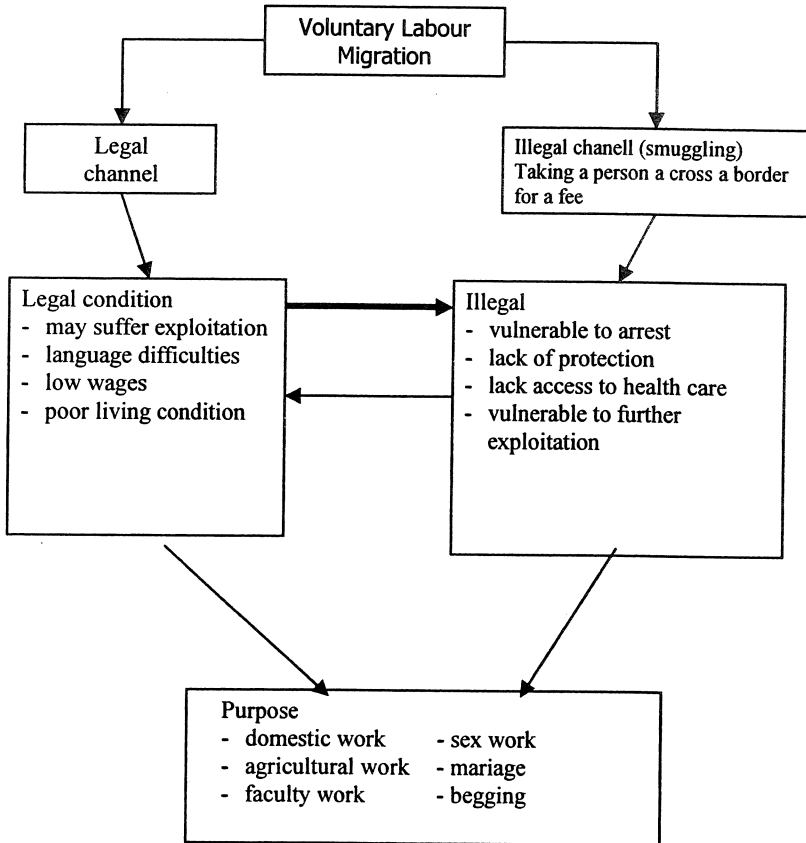 Voluntary Labour
Migration
Legal
channel
Illegal chanell (smuggling)
Taking a person a cross a border
for a fee
Legal condition
- may suffer exploitation
- language difficulties
- low wages
- poor living condition
Illegal
- vulnerable to arrest
- lack of protection
- lack access to health care
- vulnerable to further
exploitation
Purpose
- domestic work - sex work
- agricultural work - mariage
- faculty work - begging